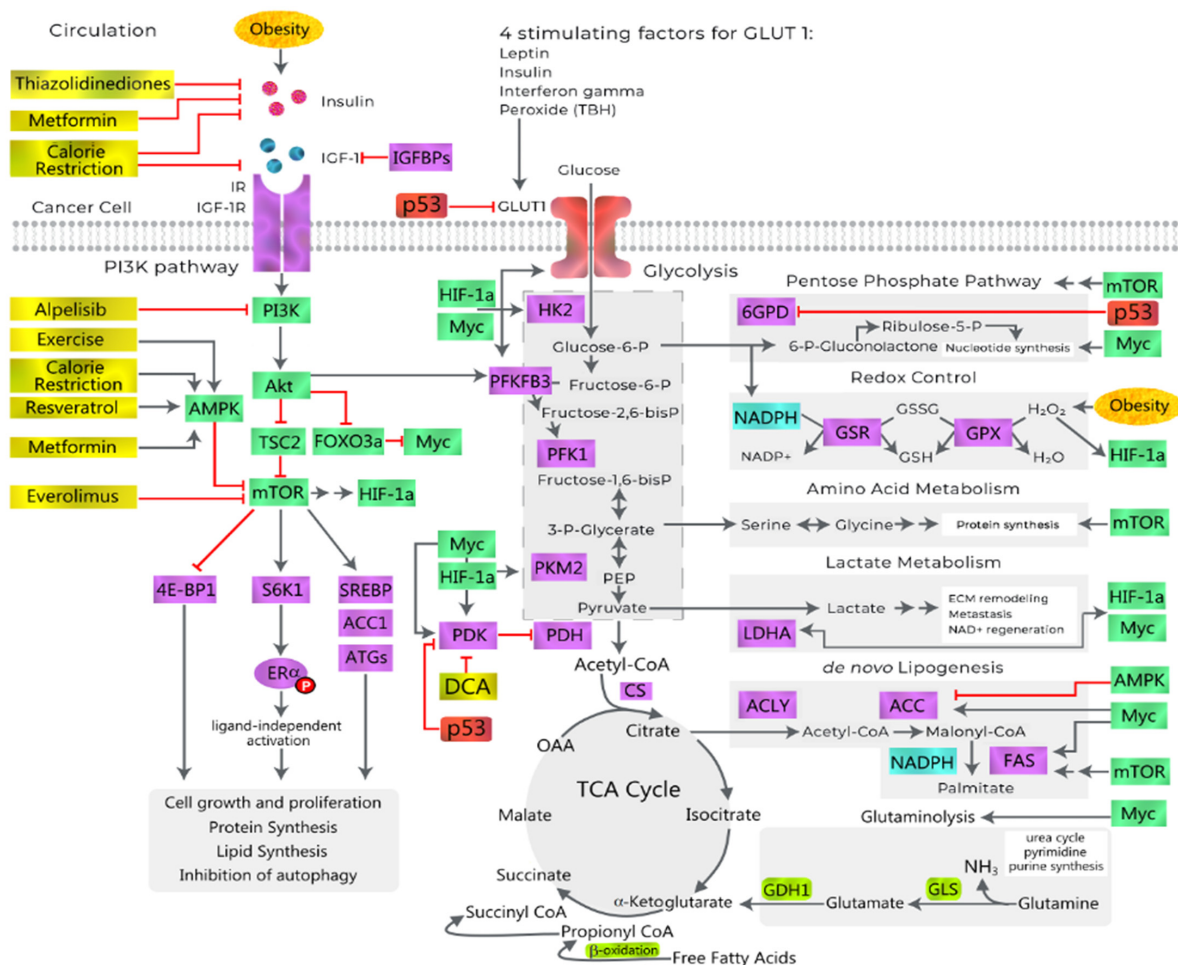 Circulation
Obesity
4 stimulating factors for GLUT 1:
Leptin
Insulin
Interferon gamma
Peroxide (TBH)
Thiazolidinediones
Insulin
Metformin
Calorie
Restriction
IGF-1
IGFBPs
IR
IGF-1R
Cancer Cell
p53
GLUT1
Glucose
PI3K pathway
Glycolysis
Alpelisib
PI3K
Exercise
Calorie
Restriction
Akt
Resveratrol
AMPK
Metformin
TSC2
FOXO3a
Myc
Everolimus
mTOR
HIF-1a
4E-BP1
S6K1
SREBP
ACC1
ATGs
ERα
P
ligand-independent
activation
Cell growth and proliferation
Protein Synthesis
Lipid Synthesis
Inhibition of autophagy
HIF-1a
Myc
HK2
Glucose-6-P
PFKFB3
Fructose-6-P
Fructose-2,6-bisP
PFK1
Fructose-1,6-bisP
3-P-Glycerate
Myc
HIF-1a
PKM2
PEP
Pyruvate
PDK
PDH
DCA
p53
Acetyl-CoA
CS
Citrate
OAA
TCA Cycle
Malate
Isocitrate
Succinate
α-Ketoglutarate
Succinyl CoA
Propionyl CoA
β-oxidation
Free Fatty Acids
Pentose Phosphate Pathway
mTOR
6GPD
p53
Ribulose-5-P
6-P-Gluconolactone
Nucleotide synthesis
Myc
Redox Control
NADPH
GSSG
H₂O₂
Obesity
GSR
GPX
NADP+
GSH
H₂O
HIF-1a
Amino Acid Metabolism
Serine
Glycine
Protein synthesis
mTOR
Lactate Metabolism
Lactate
ECM remodeling
Metastasis
NAD+ regeneration
HIF-1a
Myc
LDHA
de novo Lipogenesis
AMPK
ACLY
ACC
Myc
Acetyl-CoA
Malonyl-CoA
NADPH
FAS
mTOR
Palmitate
Glutaminolysis
Myc
urea cycle
pyrimidine
purine synthesis
NH₃
GDH1
GLS
Glutamate
Glutamine